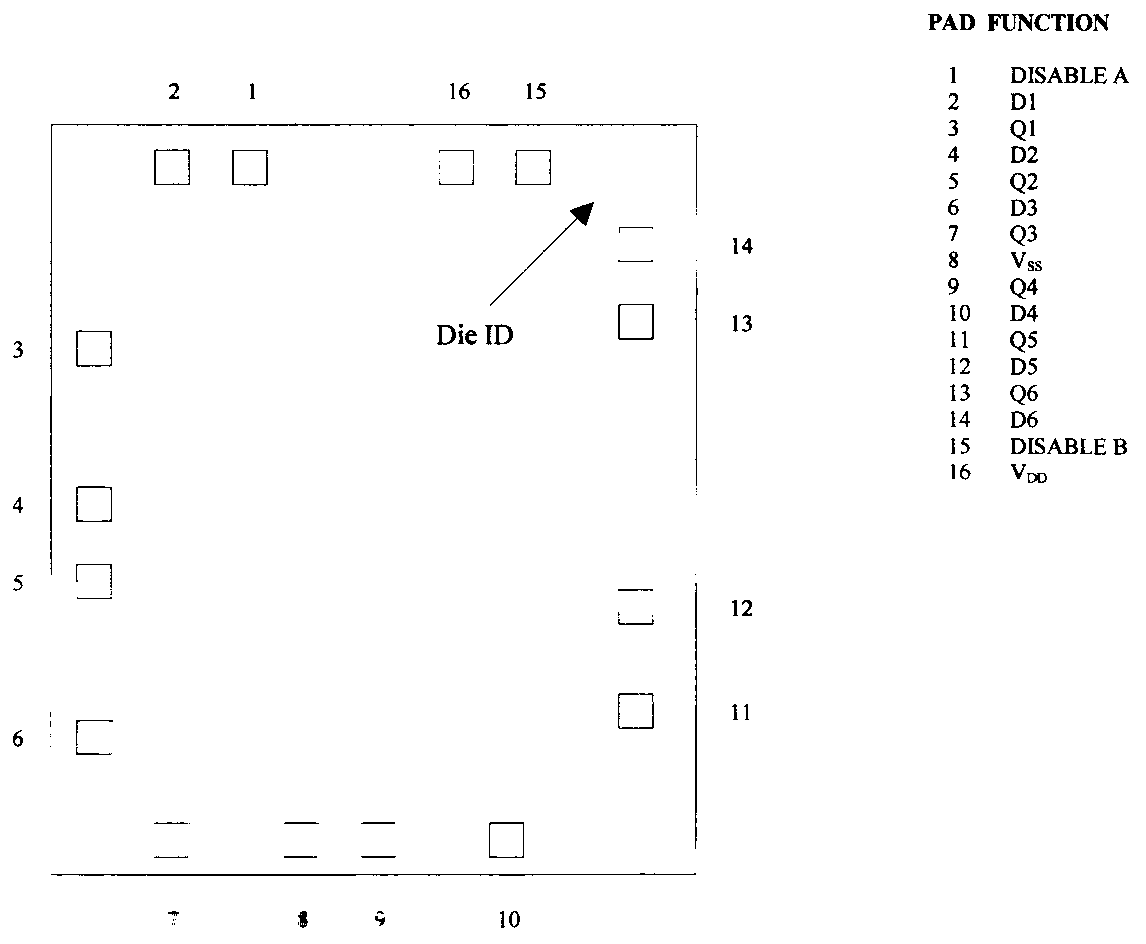 PAD FUNCTION
1 DISABLE A
2 D1
3 Q1
4 D2
5 Q2
6 D3
7 Q3
8 VSS
9 Q4
10 D4
11 Q5
12 D5
13 Q6
14 D6
15 DISABLE B
16 VDD
2 1 16 15
14
13
Die ID
3
4
5
12
11
6
7 8 9 10